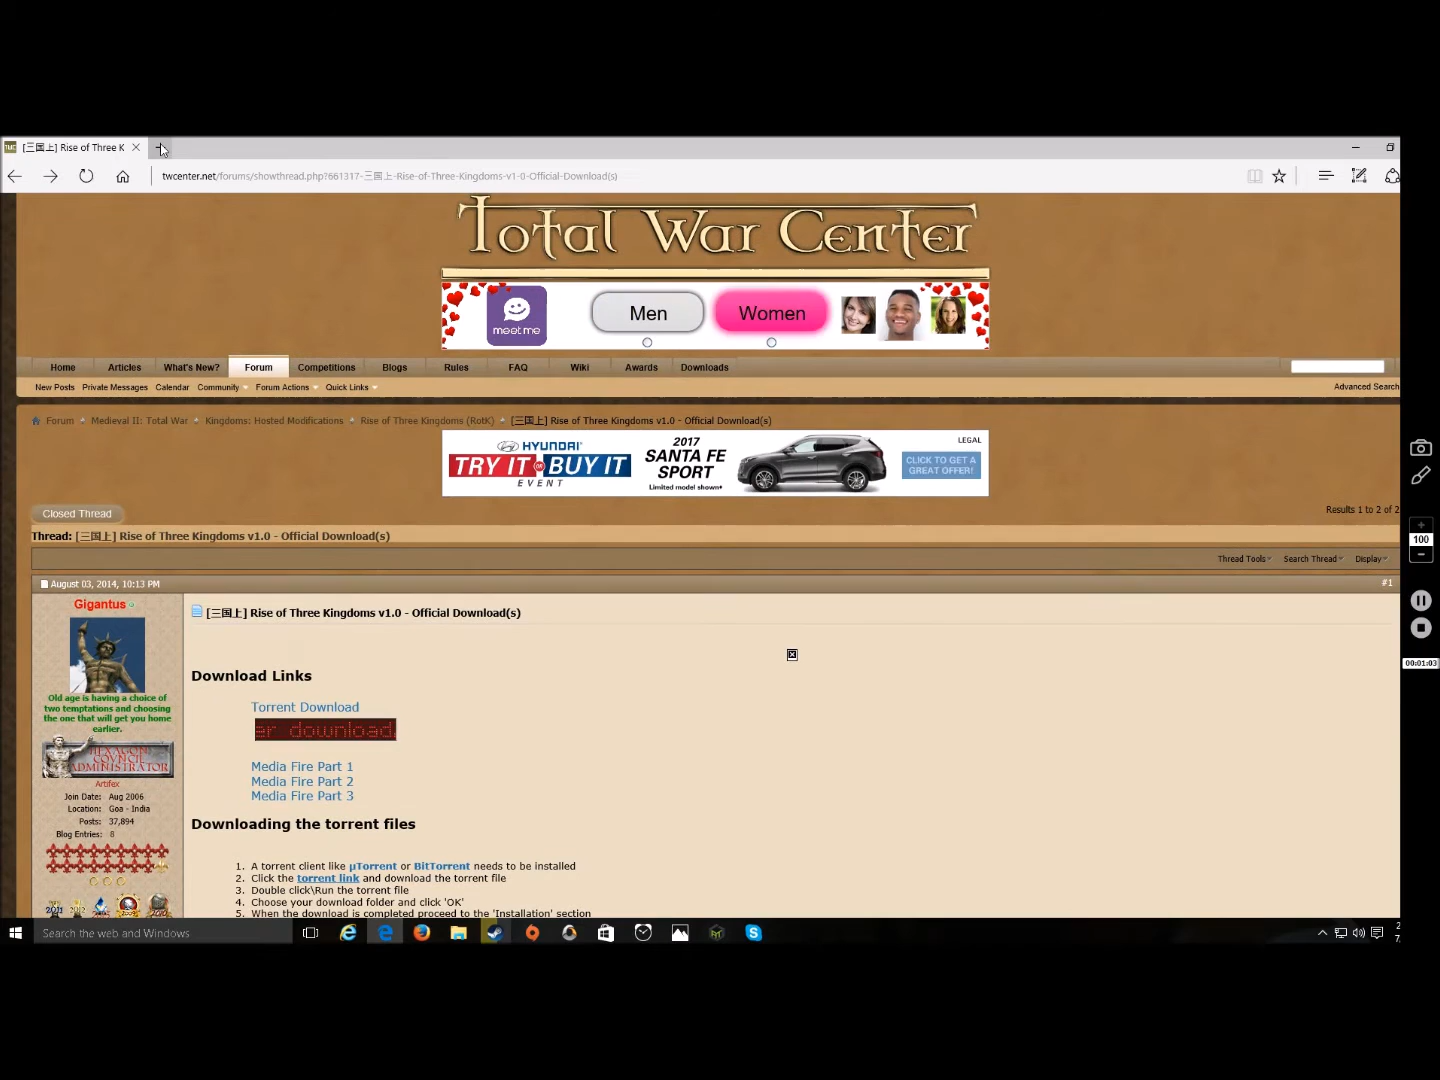 [三国上] Rise of Three K
twcenter.net/forums/showthread.php?661317-三国上-Rise-of-Three-Kingdoms-v1-0-Official-Download(s)
Total War Center
meetme
Men
Women
Home
Articles
What's New?
Forum
Competitions
Blogs
Rules
FAQ
Wiki
Awards
Downloads
New Posts
Private Messages
Calendar
Community
Forum Actions
Quick Links
Advanced Search
Forum
Medieval II: Total War
Kingdoms: Hosted Modifications
Rise of Three Kingdoms (RotK)
[三国上] Rise of Three Kingdoms v1.0 - Official Download(s)
HYUNDAI
TRY IT OR BUY IT
EVENT
2017
SANTA FE
SPORT
Limited model shown
LEGAL
CLICK TO GET A
GREAT OFFER!
Closed Thread
Results 1 to 2 of 2
Thread: [三国上] Rise of Three Kingdoms v1.0 - Official Download(s)
Thread Tools
Search Thread
Display
August 03, 2014, 10:13 PM
#1
Gigantus
Old age is having a choice of
two temptations and choosing
the one that will get you home
earlier.
HEXAGON
COVNCIL
ADMINISTRATOR
Artifex
Join Date: Aug 2006
Location: Goa - India
Posts: 37,894
Blog Entries: 8
[三国上] Rise of Three Kingdoms v1.0 - Official Download(s)
Download Links
Torrent Download
ar download
Media Fire Part 1
Media Fire Part 2
Media Fire Part 3
Downloading the torrent files
1. A torrent client like µTorrent or BitTorrent needs to be installed
2. Click the torrent link and download the torrent file
3. Double click\Run the torrent file
4. Choose your download folder and click 'OK'
5. When the download is completed proceed to the 'Installation' section
100
00:01:03
Search the web and Windows